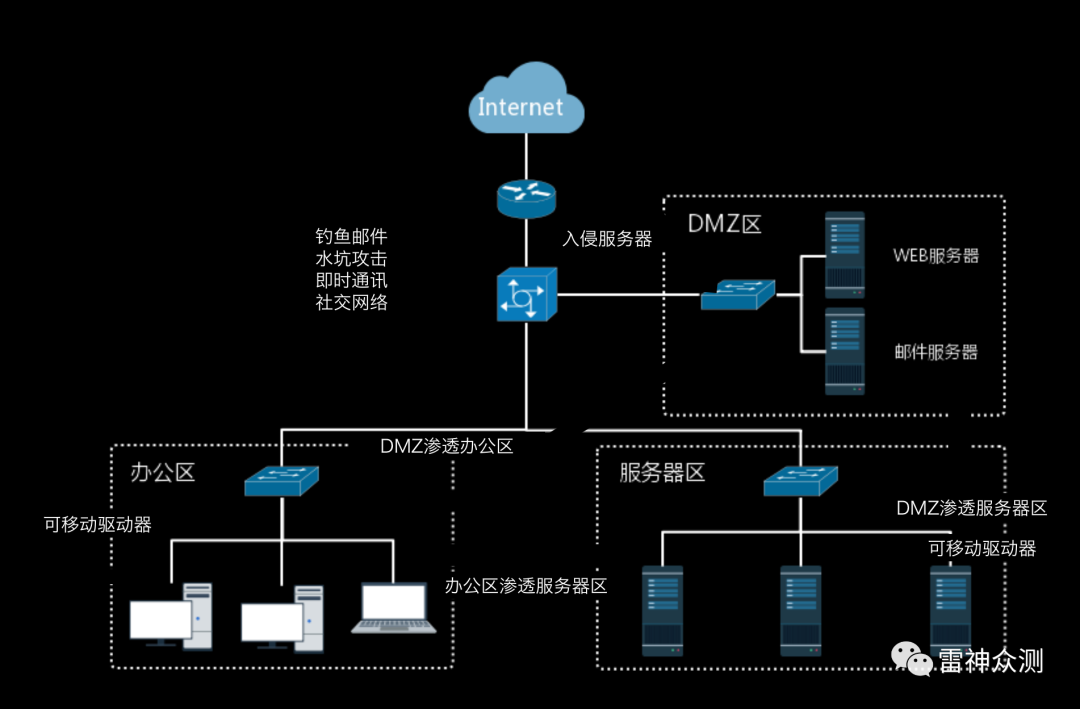 Internet
钓鱼邮件
水坑攻击
即时通讯
社交网络
入侵服务器
DMZ区
WEB服务器
邮件服务器
DMZ渗透办公区
办公区
服务器区
可移动驱动器
DMZ渗透服务器区
可移动驱动器
办公区渗透服务器区
雷神众测